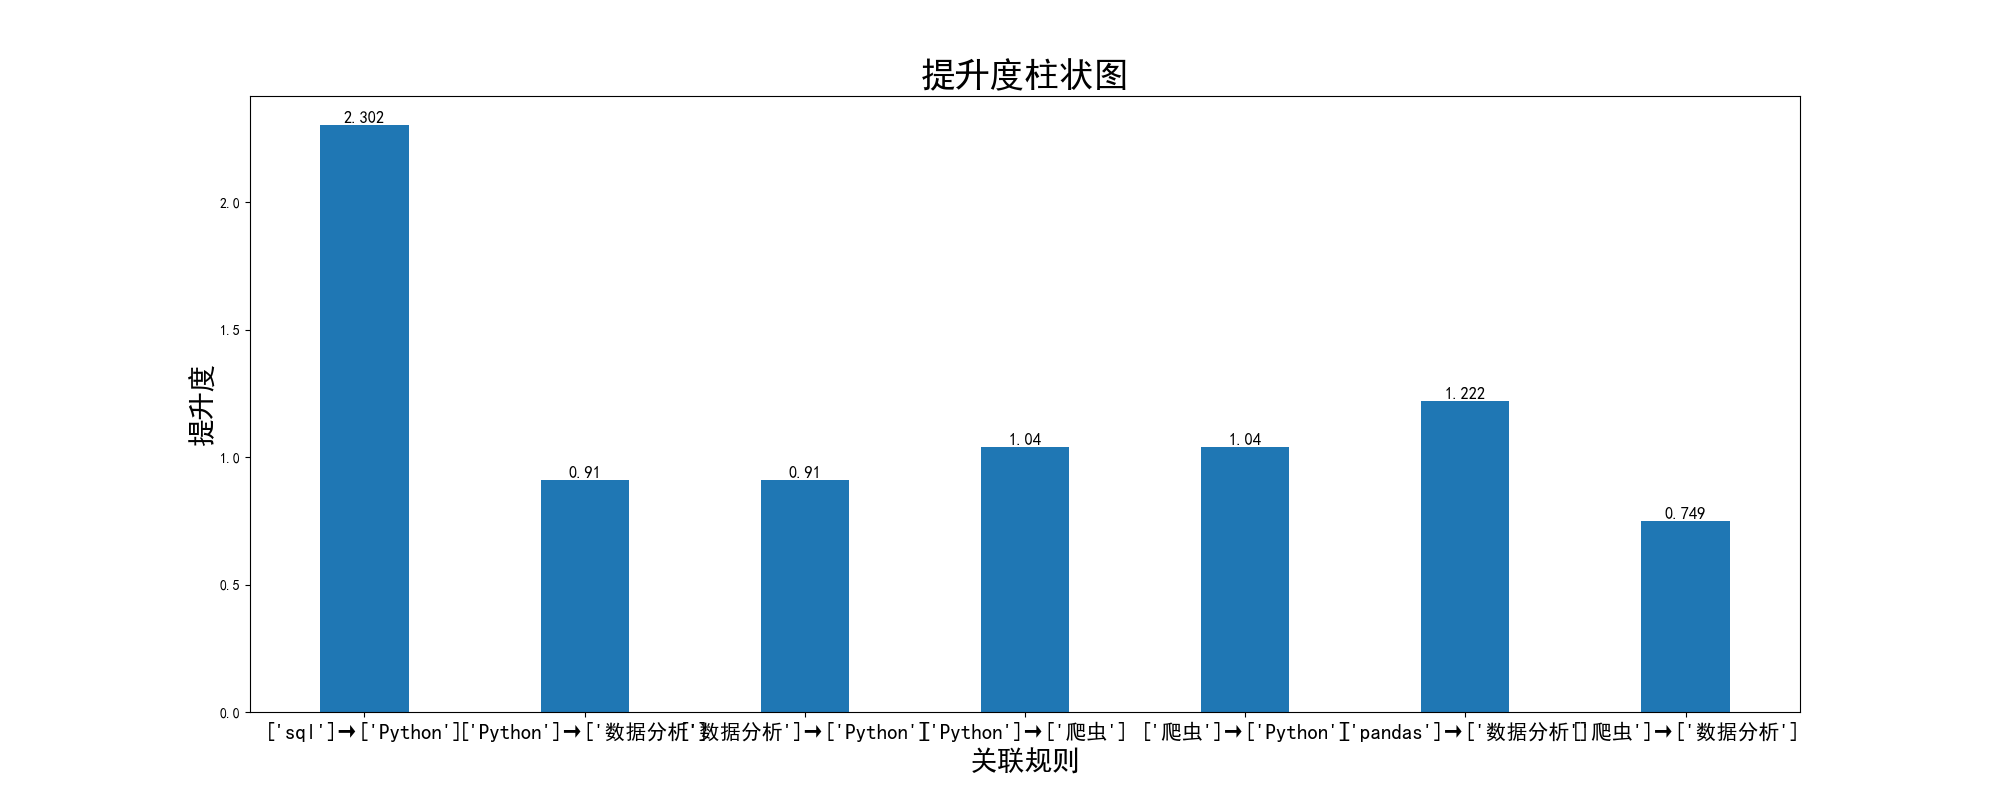 提升度柱状图
2.302
0.91
0.91
1.04
1.04
1.222
0.749
2.0
1.5
1.0
0.5
0.0
提升度
['sql']→['Python']
['Python']→['数据分析']
['数据分析']→['Python']
['Python']→['爬虫']
['爬虫']→['Python']
['pandas']→['数据分析']
['爬虫']→['数据分析']
关联规则